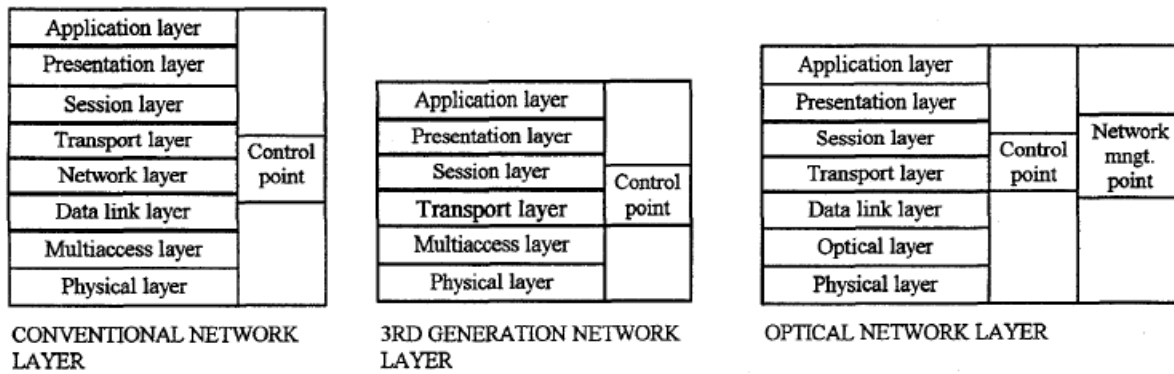 Application layer
Presentation layer
Session layer
Transport layer
Network layer
Data link layer
Multiaccess layer
Physical layer
Control
point
CONVENTIONAL NETWORK
LAYER
Application layer
Presentation layer
Session layer
Transport layer
Multiaccess layer
Physical layer
Control
point
3RD GENERATION NETWORK
LAYER
Application layer
Presentation layer
Session layer
Transport layer
Data link layer
Optical layer
Physical layer
Control
point
Network
mngt.
point
OPTICAL NETWORK LAYER